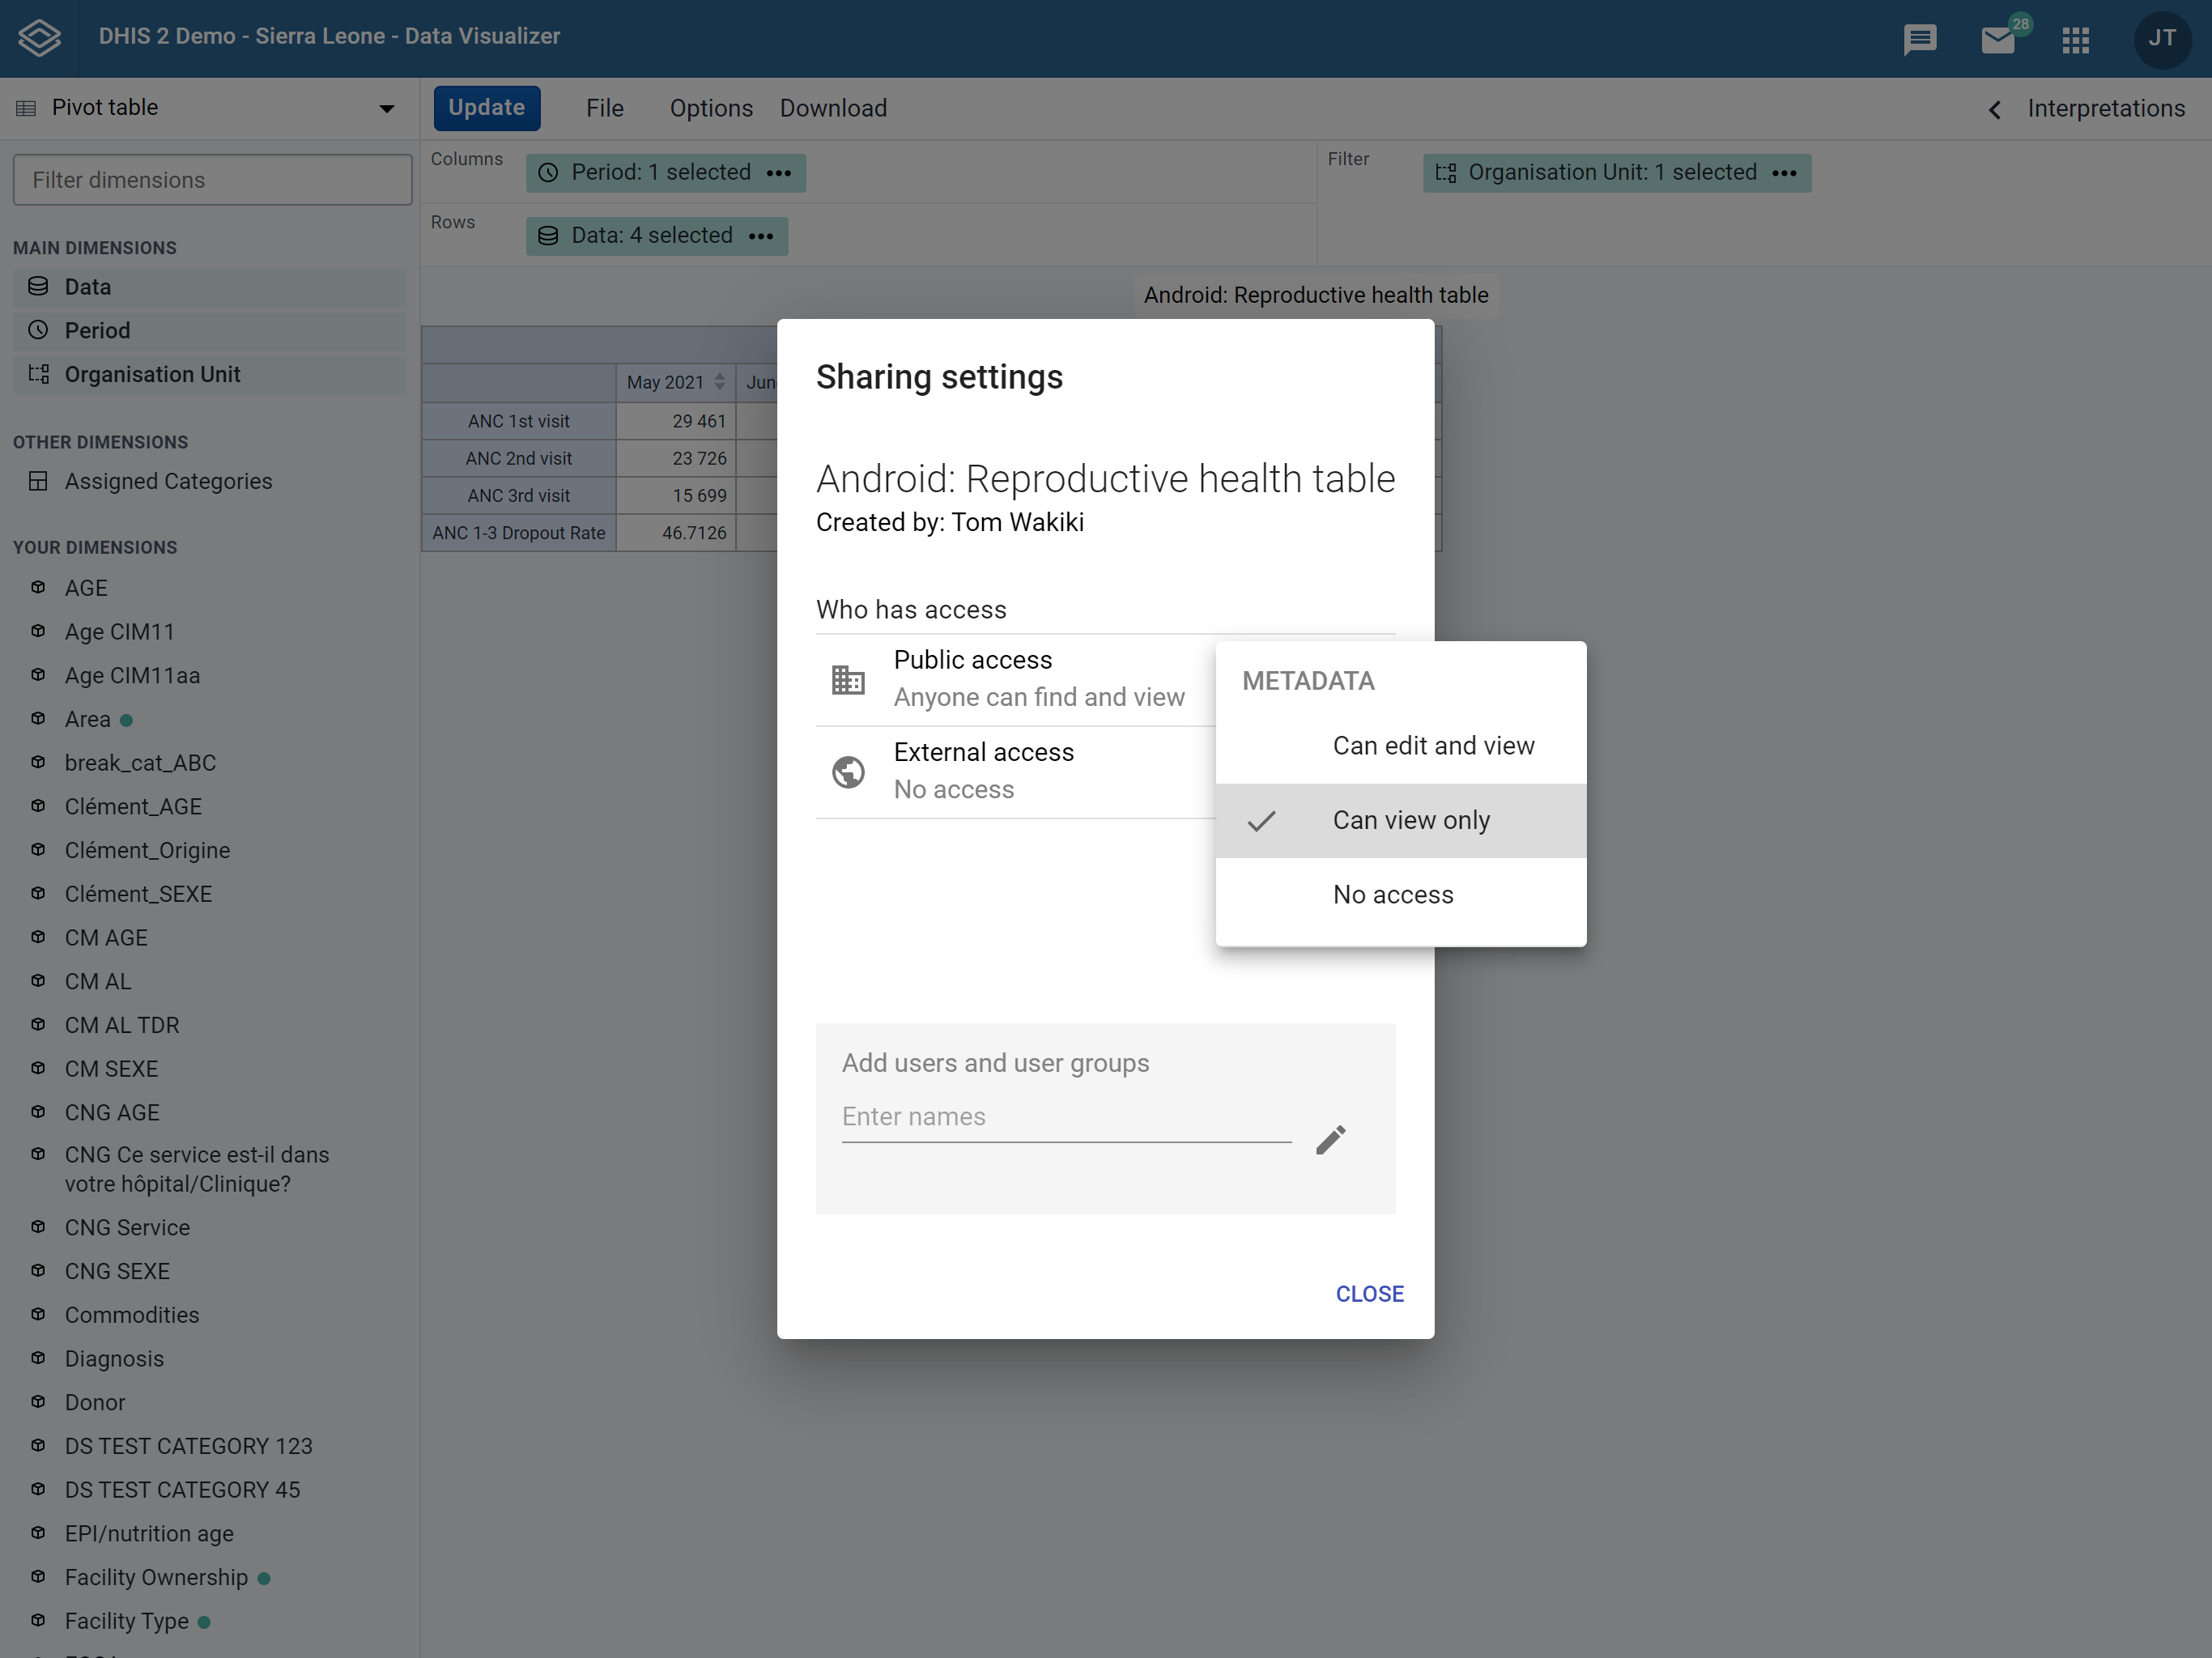 DHIS 2 Demo - Sierra Leone - Data Visualizer
28
JT
Pivot table
Update
File
Options
Download
Interpretations
Filter dimensions
Columns
Period: 1 selected
Filter
Organisation Unit: 1 selected
Rows
Data: 4 selected
MAIN DIMENSIONS
Data
Period
Organisation Unit
OTHER DIMENSIONS
Assigned Categories
YOUR DIMENSIONS
AGE
Age CIM11
Age CIM11aa
Area
break_cat_ABC
Clément_AGE
Clément_Origine
Clément_SEXE
CM AGE
CM AL
CM AL TDR
CM SEXE
CNG AGE
CNG Ce service est-il dans
votre hôpital/Clinique?
CNG Service
CNG SEXE
Commodities
Diagnosis
Donor
DS TEST CATEGORY 123
DS TEST CATEGORY 45
EPI/nutrition age
Facility Ownership
Facility Type
Android: Reproductive health table
May 2021
ANC 1st visit 29 461
ANC 2nd visit 23 726
ANC 3rd visit 15 699
ANC 1-3 Dropout Rate 46.7126
Sharing settings
Android: Reproductive health table
Created by: Tom Wakiki
Who has access
Public access
Anyone can find and view
External access
No access
METADATA
Can edit and view
Can view only
No access
Add users and user groups
Enter names
CLOSE